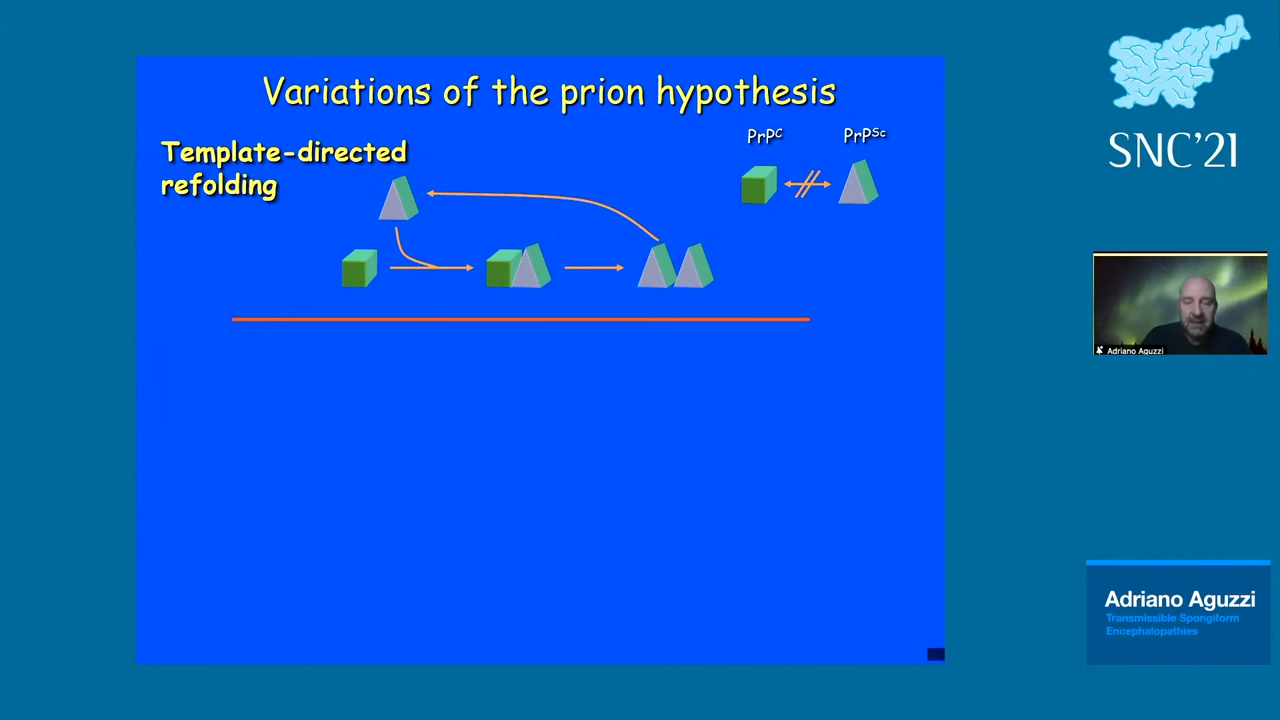 Variations of the prion hypothesis
Template-directed
refolding
PrPC
PrPSc
SNC'21
Adriano Aguzzi
Adriano Aguzzi
Transmissible Spongiform
Encephalopathies